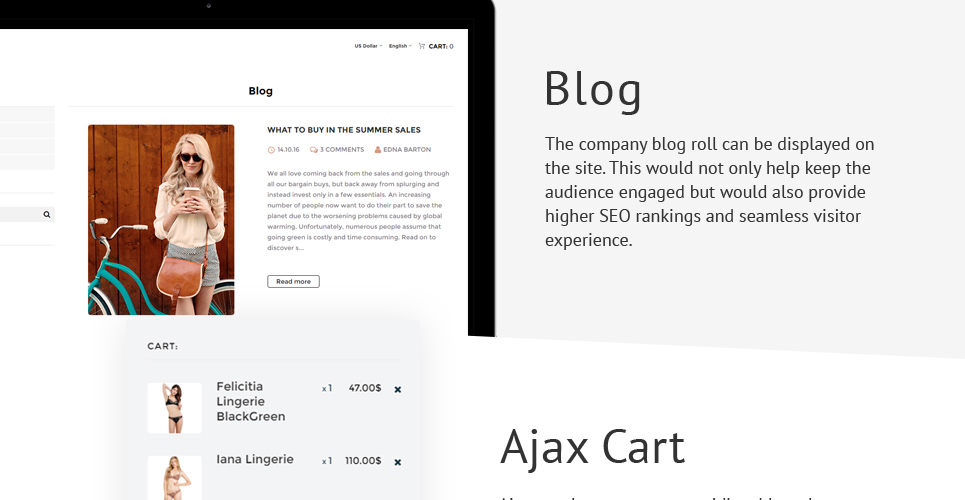 US Dollar
English
CART: 0
Blog
WHAT TO BUY IN THE SUMMER SALES
14.10.16
3 COMMENTS
EDNA BARTON
We all love coming back from the sales and going through
all our bargain buys, but back away from splurging and
instead invest only in a few essentials. An increasing
number of people now want to do their part to save the
planet due to the worsening problems caused by global
warming. Unfortunately, numerous people assume that
going green is costly and time consuming. Read on to
discover s...
Read more
Blog
The company blog roll can be displayed on
the site. This would not only help keep the
audience engaged but would also provide
higher SEO rankings and seamless visitor
experience.
CART:
Felicitia
Lingerie
BlackGreen
x 1
47.00$
Iana Lingerie
x 1
110.00$
Ajax Cart